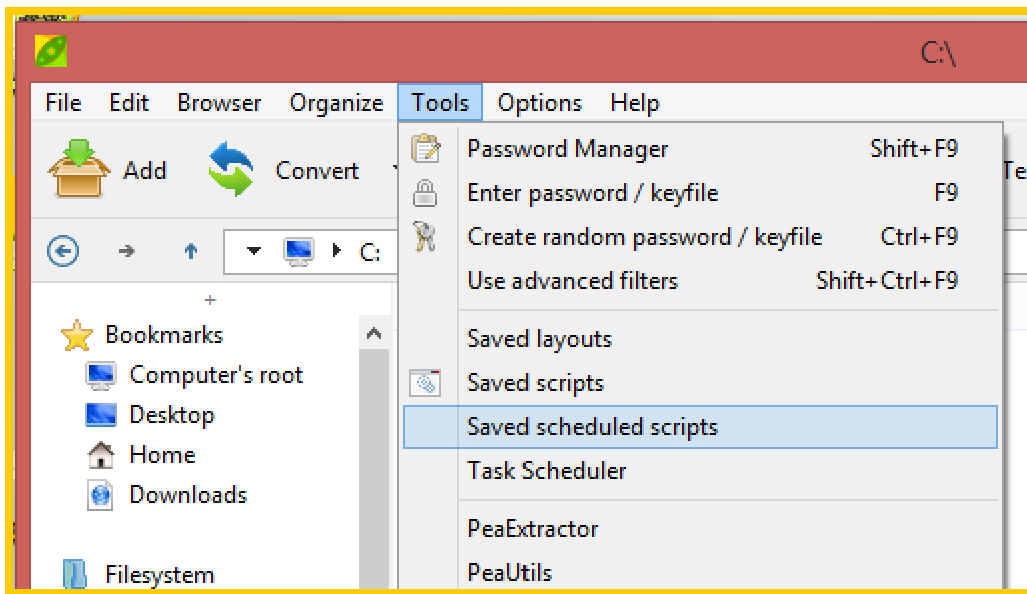 C:\
File Edit Browser Organize Tools Options Help
Add Convert
Password Manager Shift+F9
Enter password / keyfile F9
Create random password / keyfile Ctrl+F9
Use advanced filters Shift+Ctrl+F9
Saved layouts
Saved scripts
Saved scheduled scripts
Task Scheduler
PeaExtractor
PeaUtils
C:
Bookmarks
Computer's root
Desktop
Home
Downloads
Filesystem